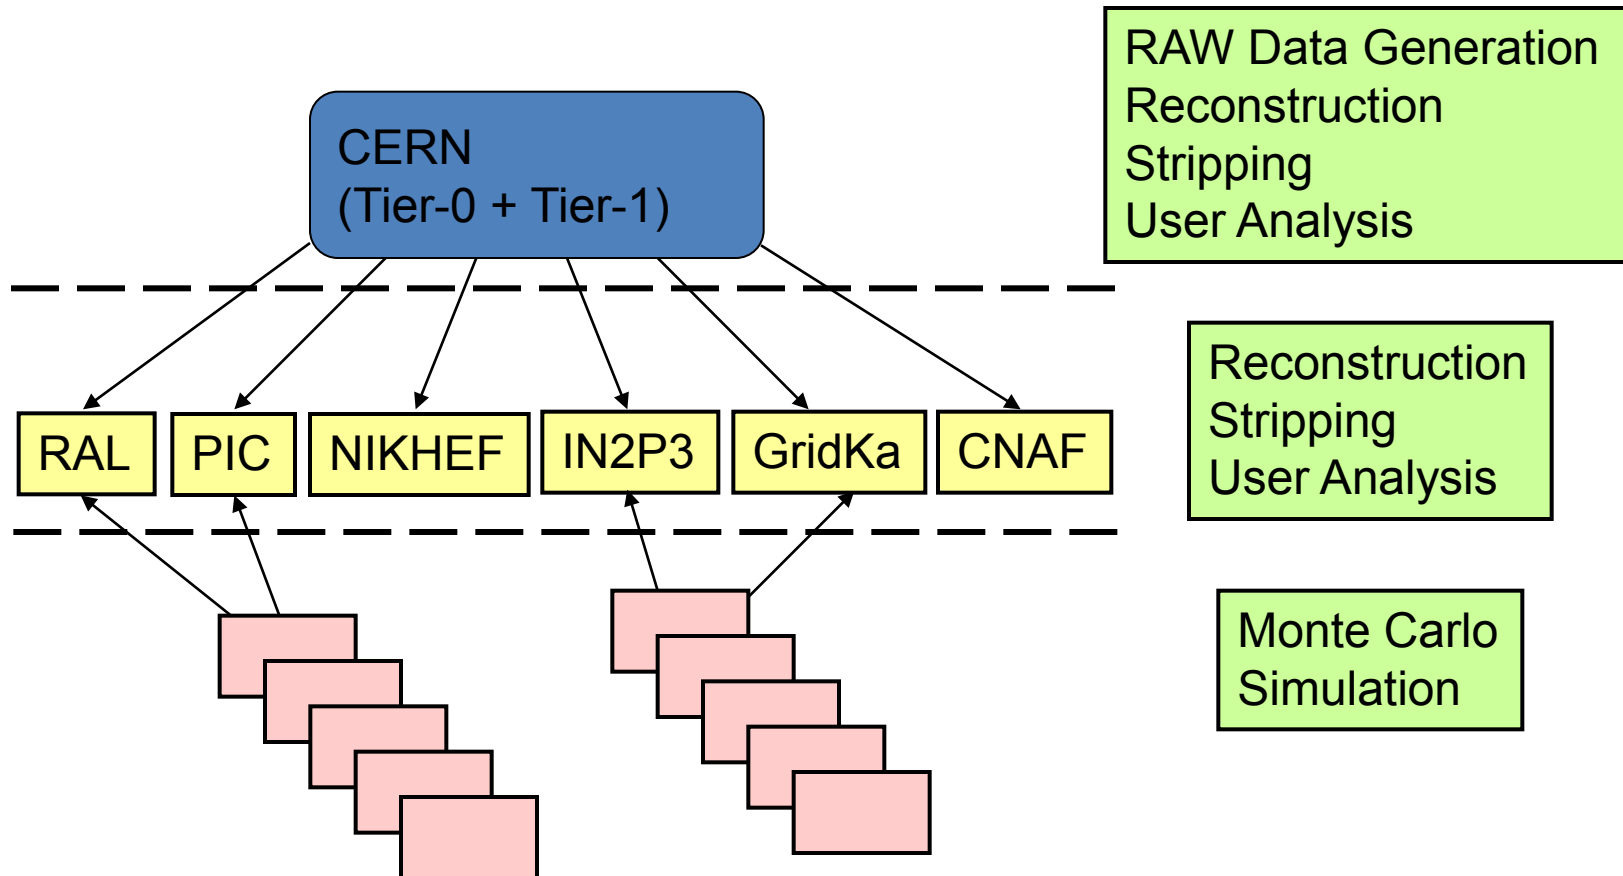 RAW Data Generation
Reconstruction
Stripping
User Analysis
CERN
(Tier-0 + Tier-1)
Reconstruction
Stripping
User Analysis
RAL
PIC
NIKHEF
IN2P3
GridKa
CNAF
Monte Carlo
Simulation